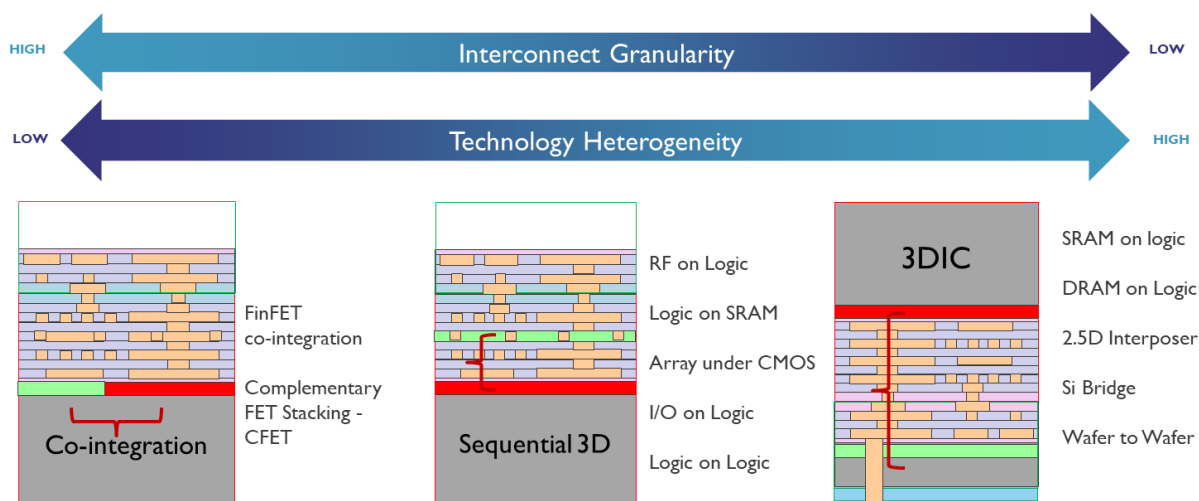 HIGH
Interconnect Granularity
LOW
LOW
Technology Heterogeneity
HIGH
Co-integration
FinFET
co-integration
Complementary
FET Stacking -
CFET
Sequential 3D
RF on Logic
Logic on SRAM
Array under CMOS
I/O on Logic
Logic on Logic
3DIC
SRAM on logic
DRAM on Logic
2.5D Interposer
Si Bridge
Wafer to Wafer